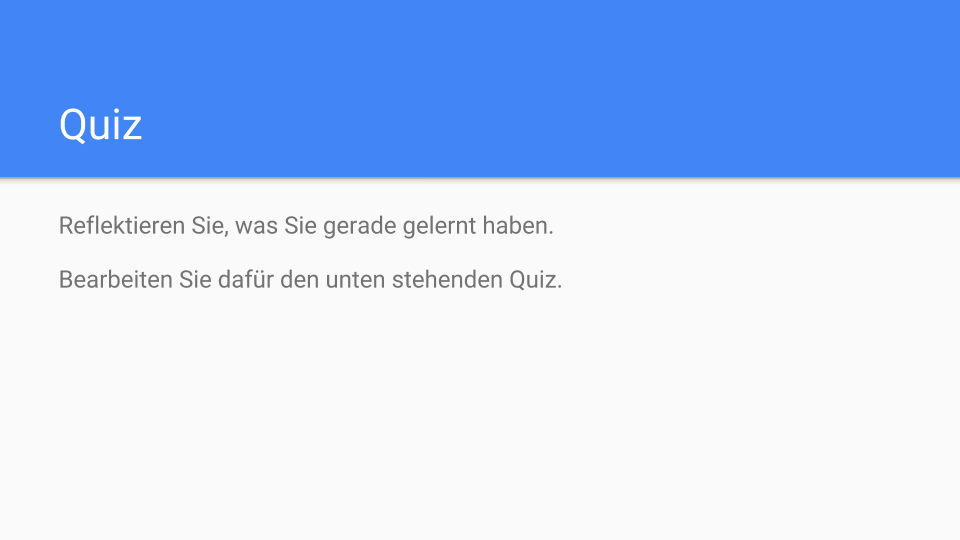 Quiz
Reflektieren Sie, was Sie gerade gelernt haben.
Bearbeiten Sie dafür den unten stehenden Quiz.